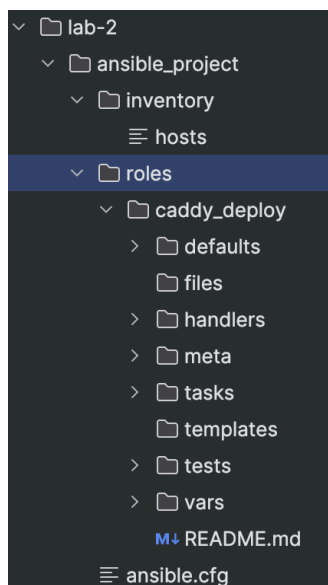 lab-2
ansible_project
inventory
hosts
roles
caddy_deploy
defaults
files
handlers
meta
tasks
templates
tests
vars
M↓ README.md
ansible.cfg